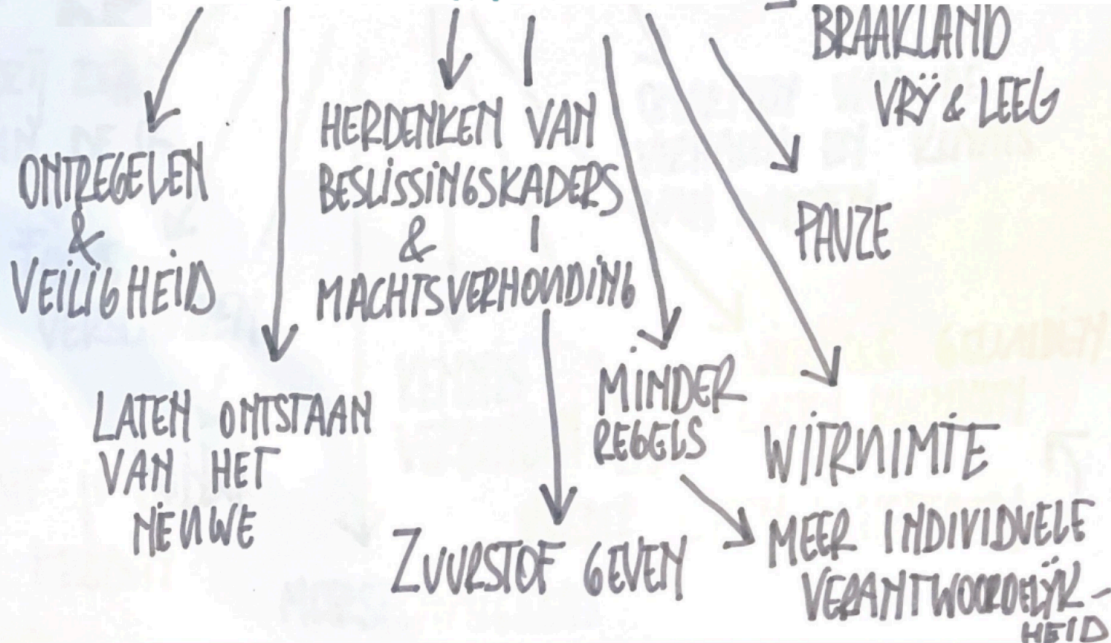 BRAAKLAND
VRIJ & LEEG
ONTREGELEN
&
VEILIGHEID
HERDENKEN VAN
BESLISSINGSKADERS
&
MACHTSVERHOUDING
PAUZE
LATEN ONTSTAAN
VAN HET
NIEUWE
MINDER
REGELS
WITRUIMTE
ZUURSTOF GEVEN
MEER INDIVIDUELE
VERANTWOORDELIJK-
HEID